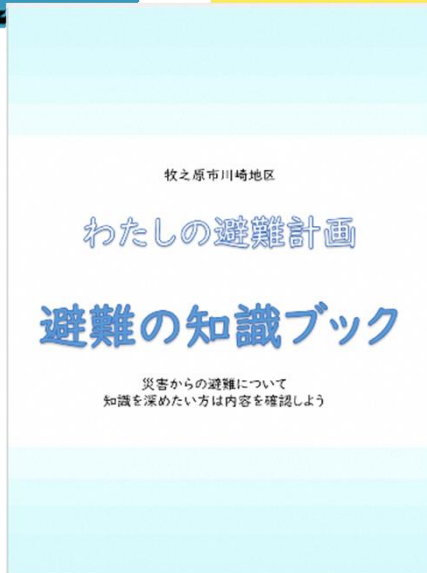 牧之原市川崎地区
わたしの避難計画
避難の知識ブック
災害からの避難について
知識を深めたい方は内容を確認しよう